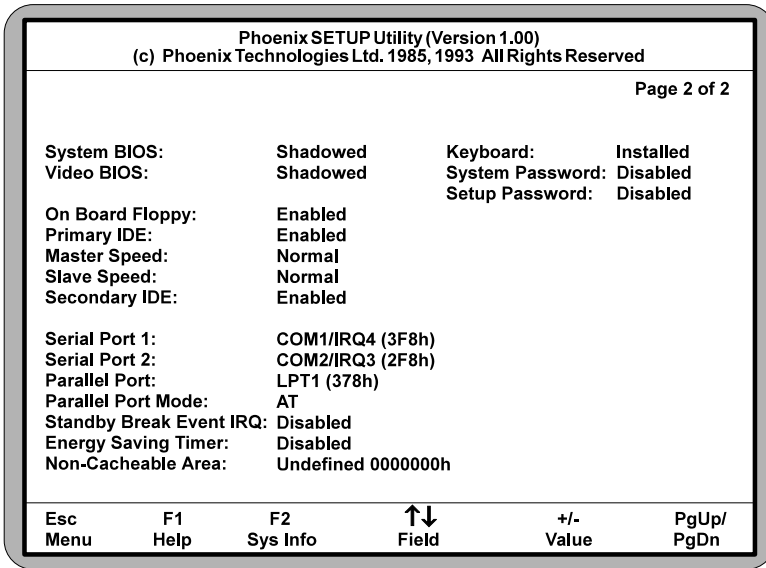 Phoenix SETUP Utility (Version 1.00)
(c) Phoenix Technologies Ltd. 1985, 1993 All Rights Reserved
Page 2 of 2
System BIOS: Shadowed Keyboard: Installed
Video BIOS: Shadowed System Password: Disabled
Setup Password: Disabled
On Board Floppy: Enabled
Primary IDE: Enabled
Master Speed: Normal
Slave Speed: Normal
Secondary IDE: Enabled
Serial Port 1: COM1/IRQ4 (3F8h)
Serial Port 2: COM2/IRQ3 (2F8h)
Parallel Port: LPT1 (378h)
Parallel Port Mode: AT
Standby Break Event IRQ: Disabled
Energy Saving Timer: Disabled
Non-Cacheable Area: Undefined 0000000h
Esc F1 F2 ↑↓ +/- PgUp/
Menu Help Sys Info Field Value PgDn